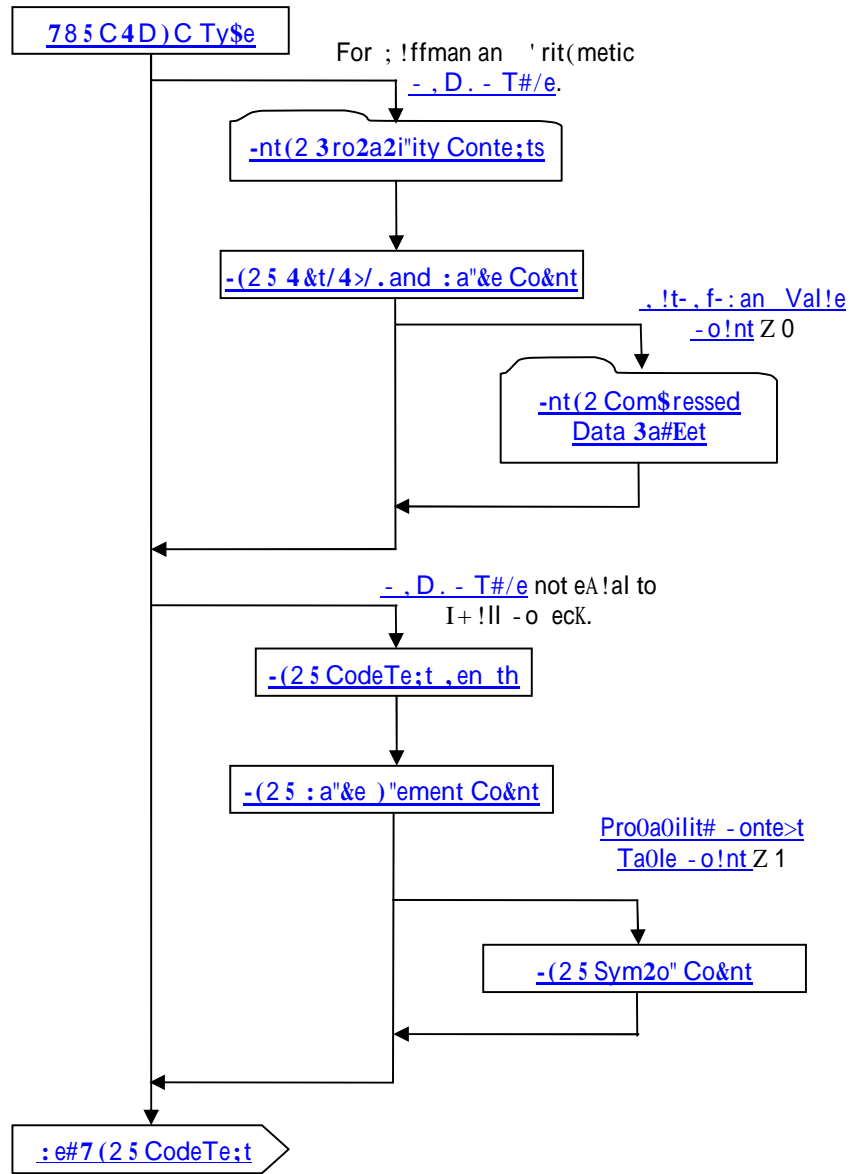 785C4D)C Ty$e
For ; !ffman an ' rit(metic
- , D . - T#/e.
-nt(2 3ro2a2i"ity Conte;ts
-(25 4&t/4>/.and :a"&e Co&nt
, !t- , f- : an Val!e
- o!nt Z 0
-nt(2 Com$ressed
Data 3a#Eet
- , D . - T#/e not eA!al to
I+ !ll - o ecK.
-(25 CodeTe;t ,en th
-(25 :a"&e )"ement Co&nt
Pro0a0ilit# - onte>t
Ta0le - o!nt Z 1
-(25 Sym2o" Co&nt
:e#7(25 CodeTe;t